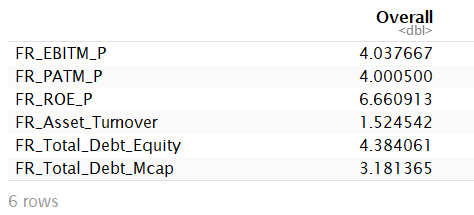 Overall
<dbl>
FR_EBITM_P 4.037667
FR_PATM_P 4.000500
FR_ROE_P 6.660913
FR_Asset_Turnover 1.524542
FR_Total_Debt_Equity 4.384061
FR_Total_Debt_Mcap 3.181365
6 rows